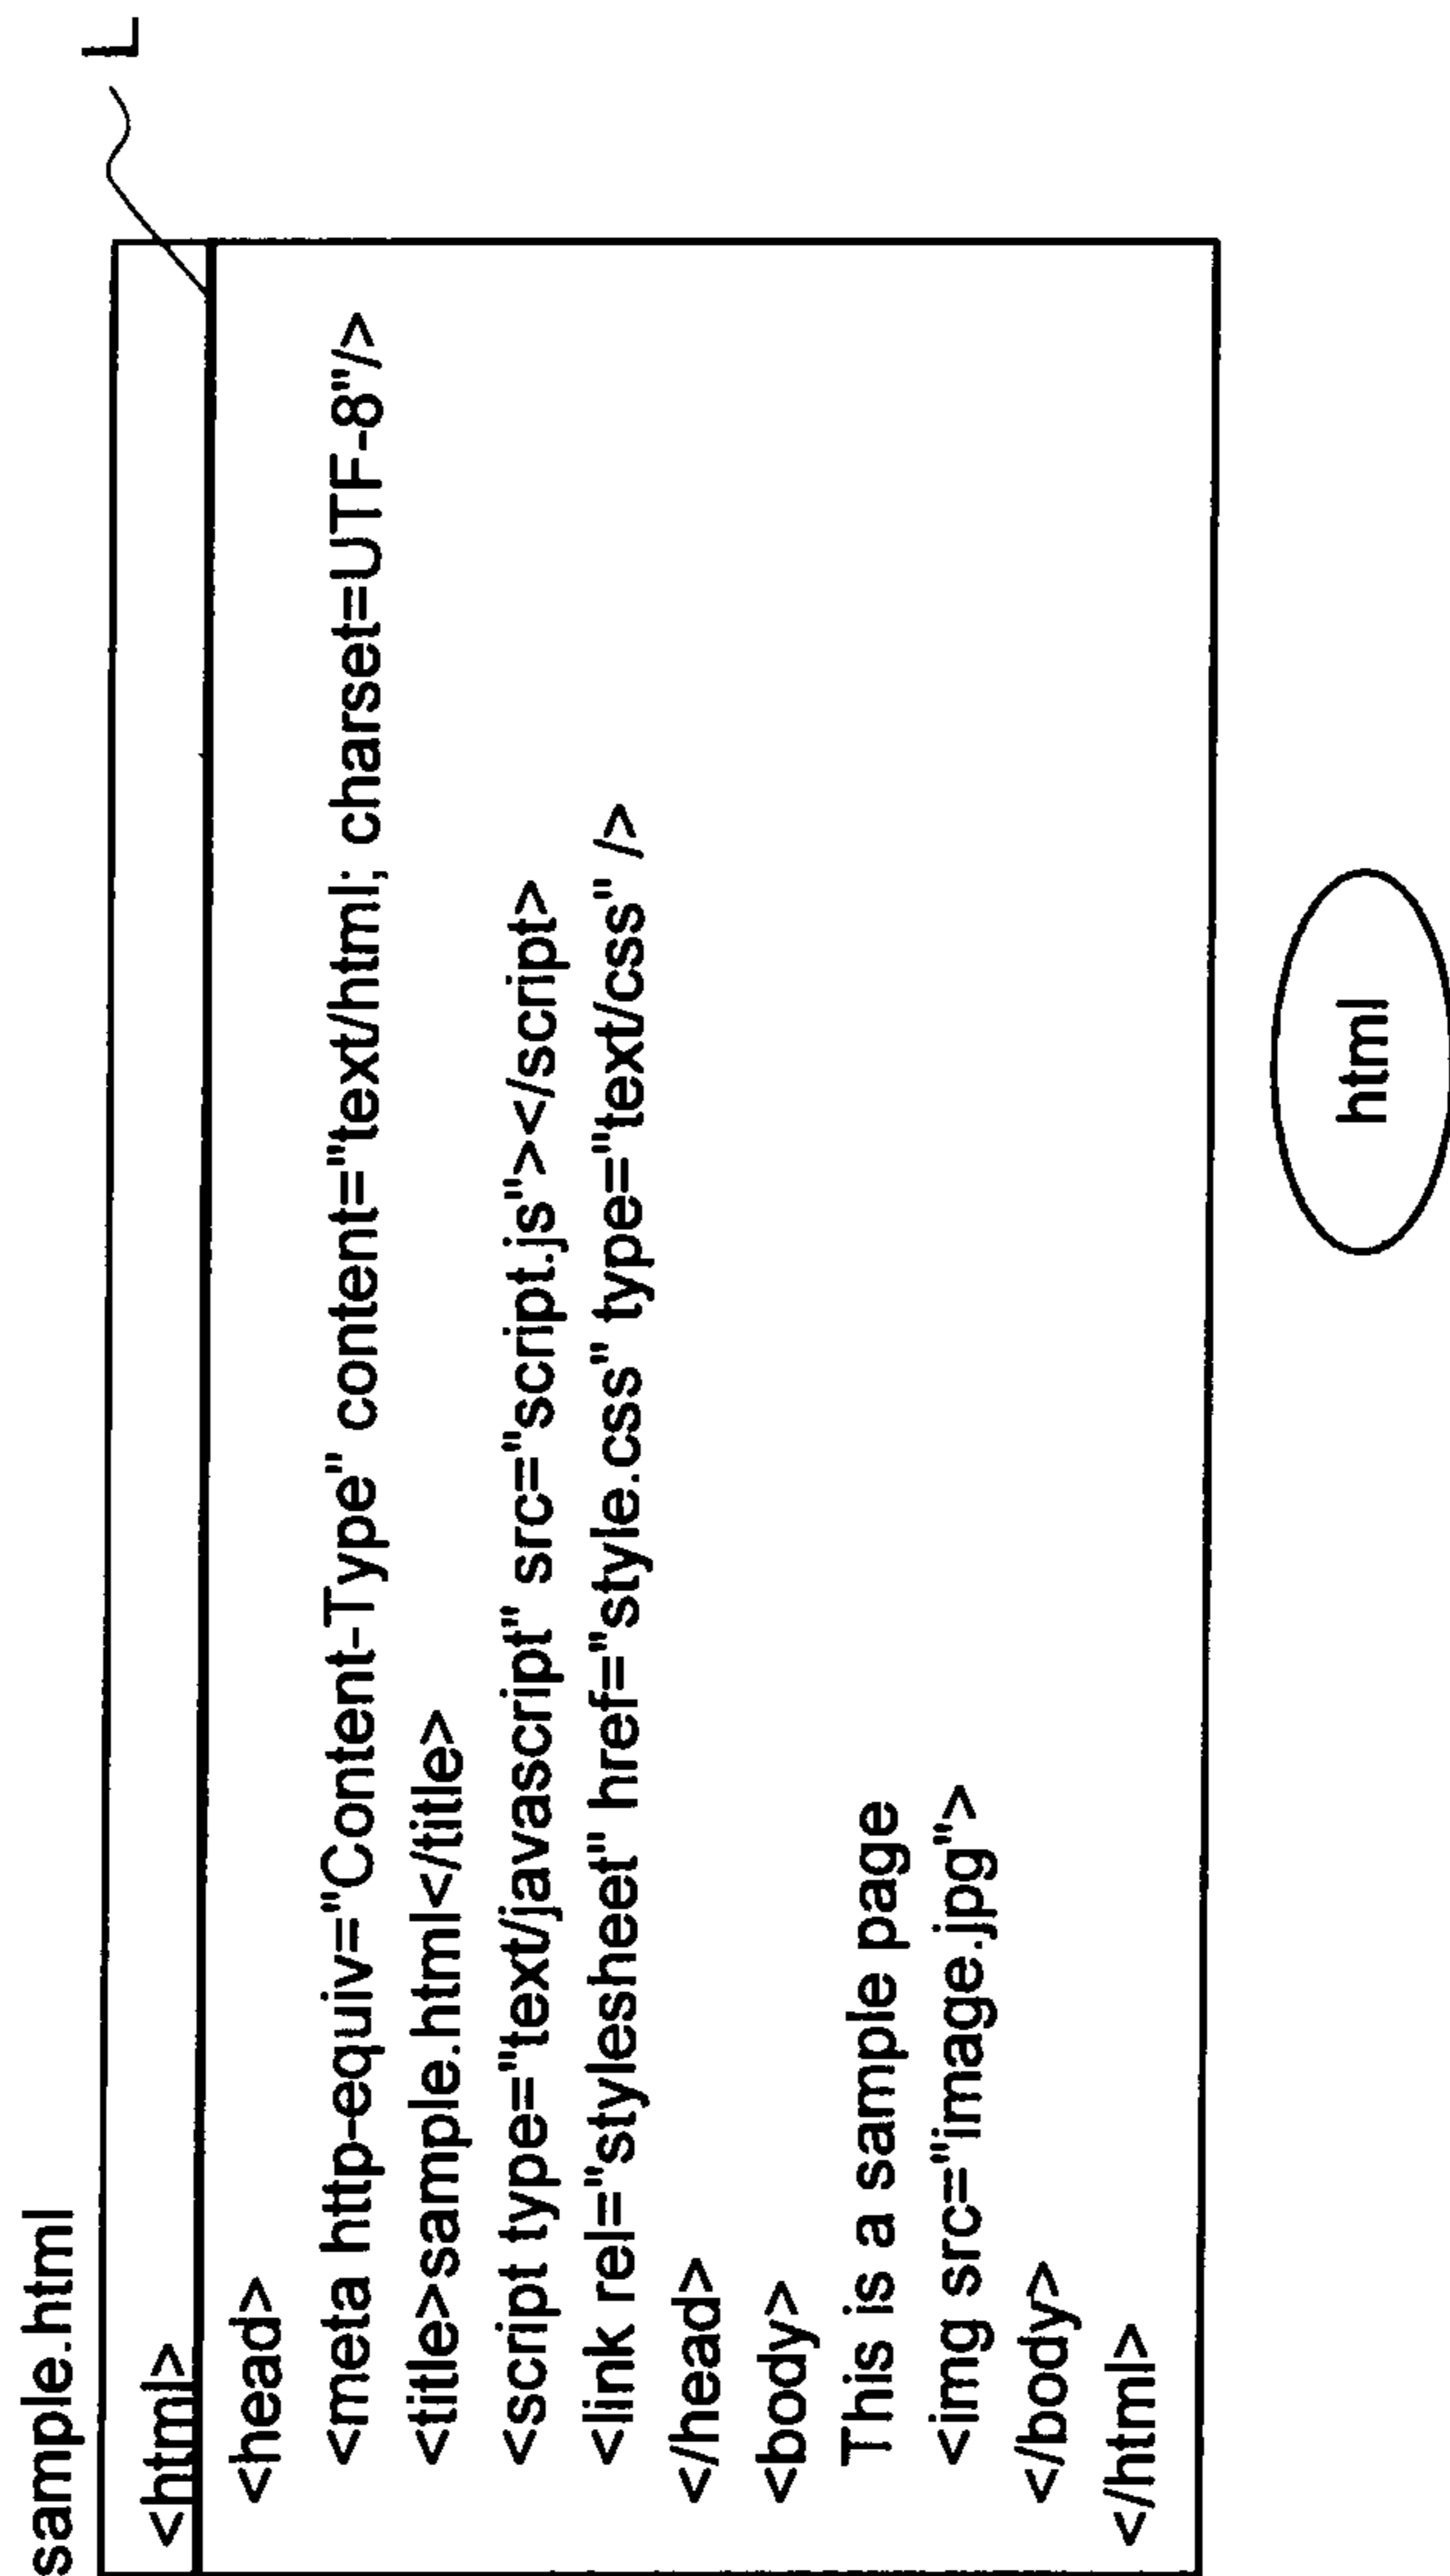 sample.html
L
<html>
<head>
<meta http-equiv="Content-Type" content="text/html; charset=UTF-8"/>
<title>sample.html</title>
<script type="text/javascript" src="script.js"></script>
<link rel="stylesheet" href="style.css" type="text/css" />
</head>
<body>
This is a sample page
<img src="image.jpg">
</body>
</html>
html